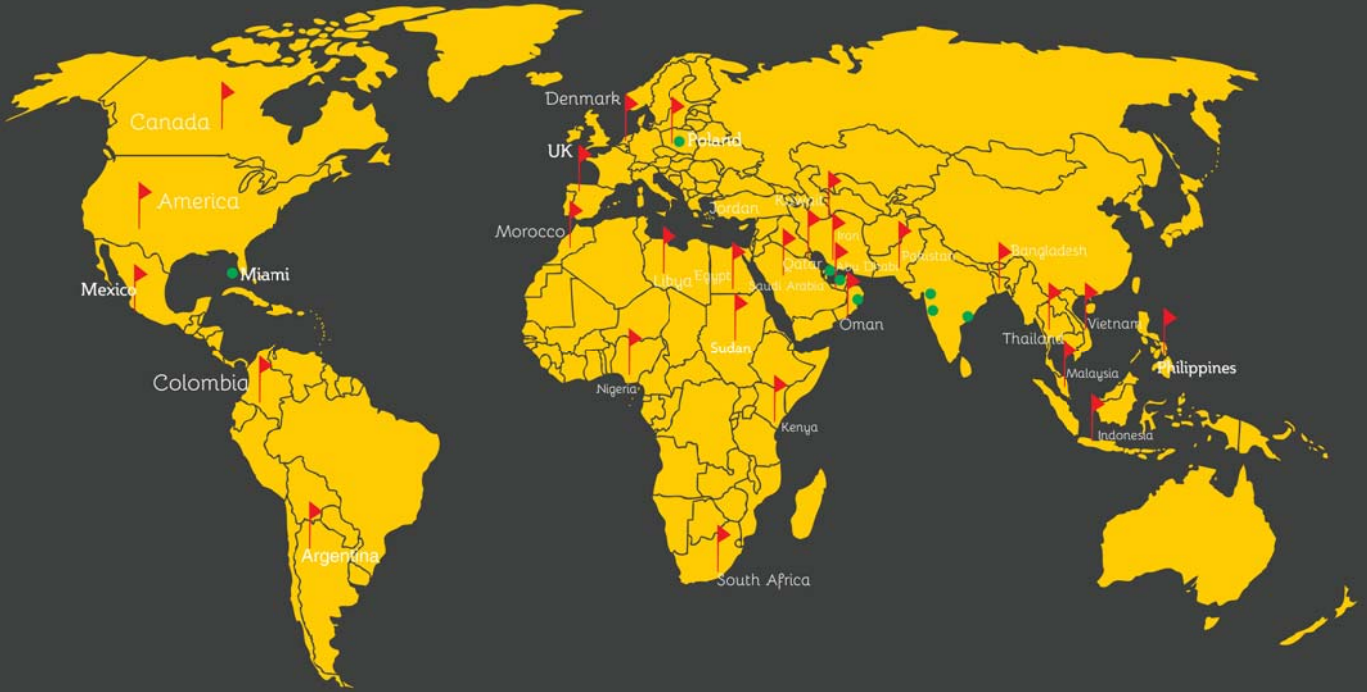 Denmark
Canada
Poland
UK
America
Kuwait
Jordan
Morocco
Iran
Bangladesh
Pakistan
Qatar
Abu Dhabi
Miami
Libya
Egypt
Saudi Arabia
Mexico
Oman
Vietnam
Thailand
Sudan
Philippines
Malaysia
Colombia
Nigeria
Kenya
Indonesia
Argentina
South Africa